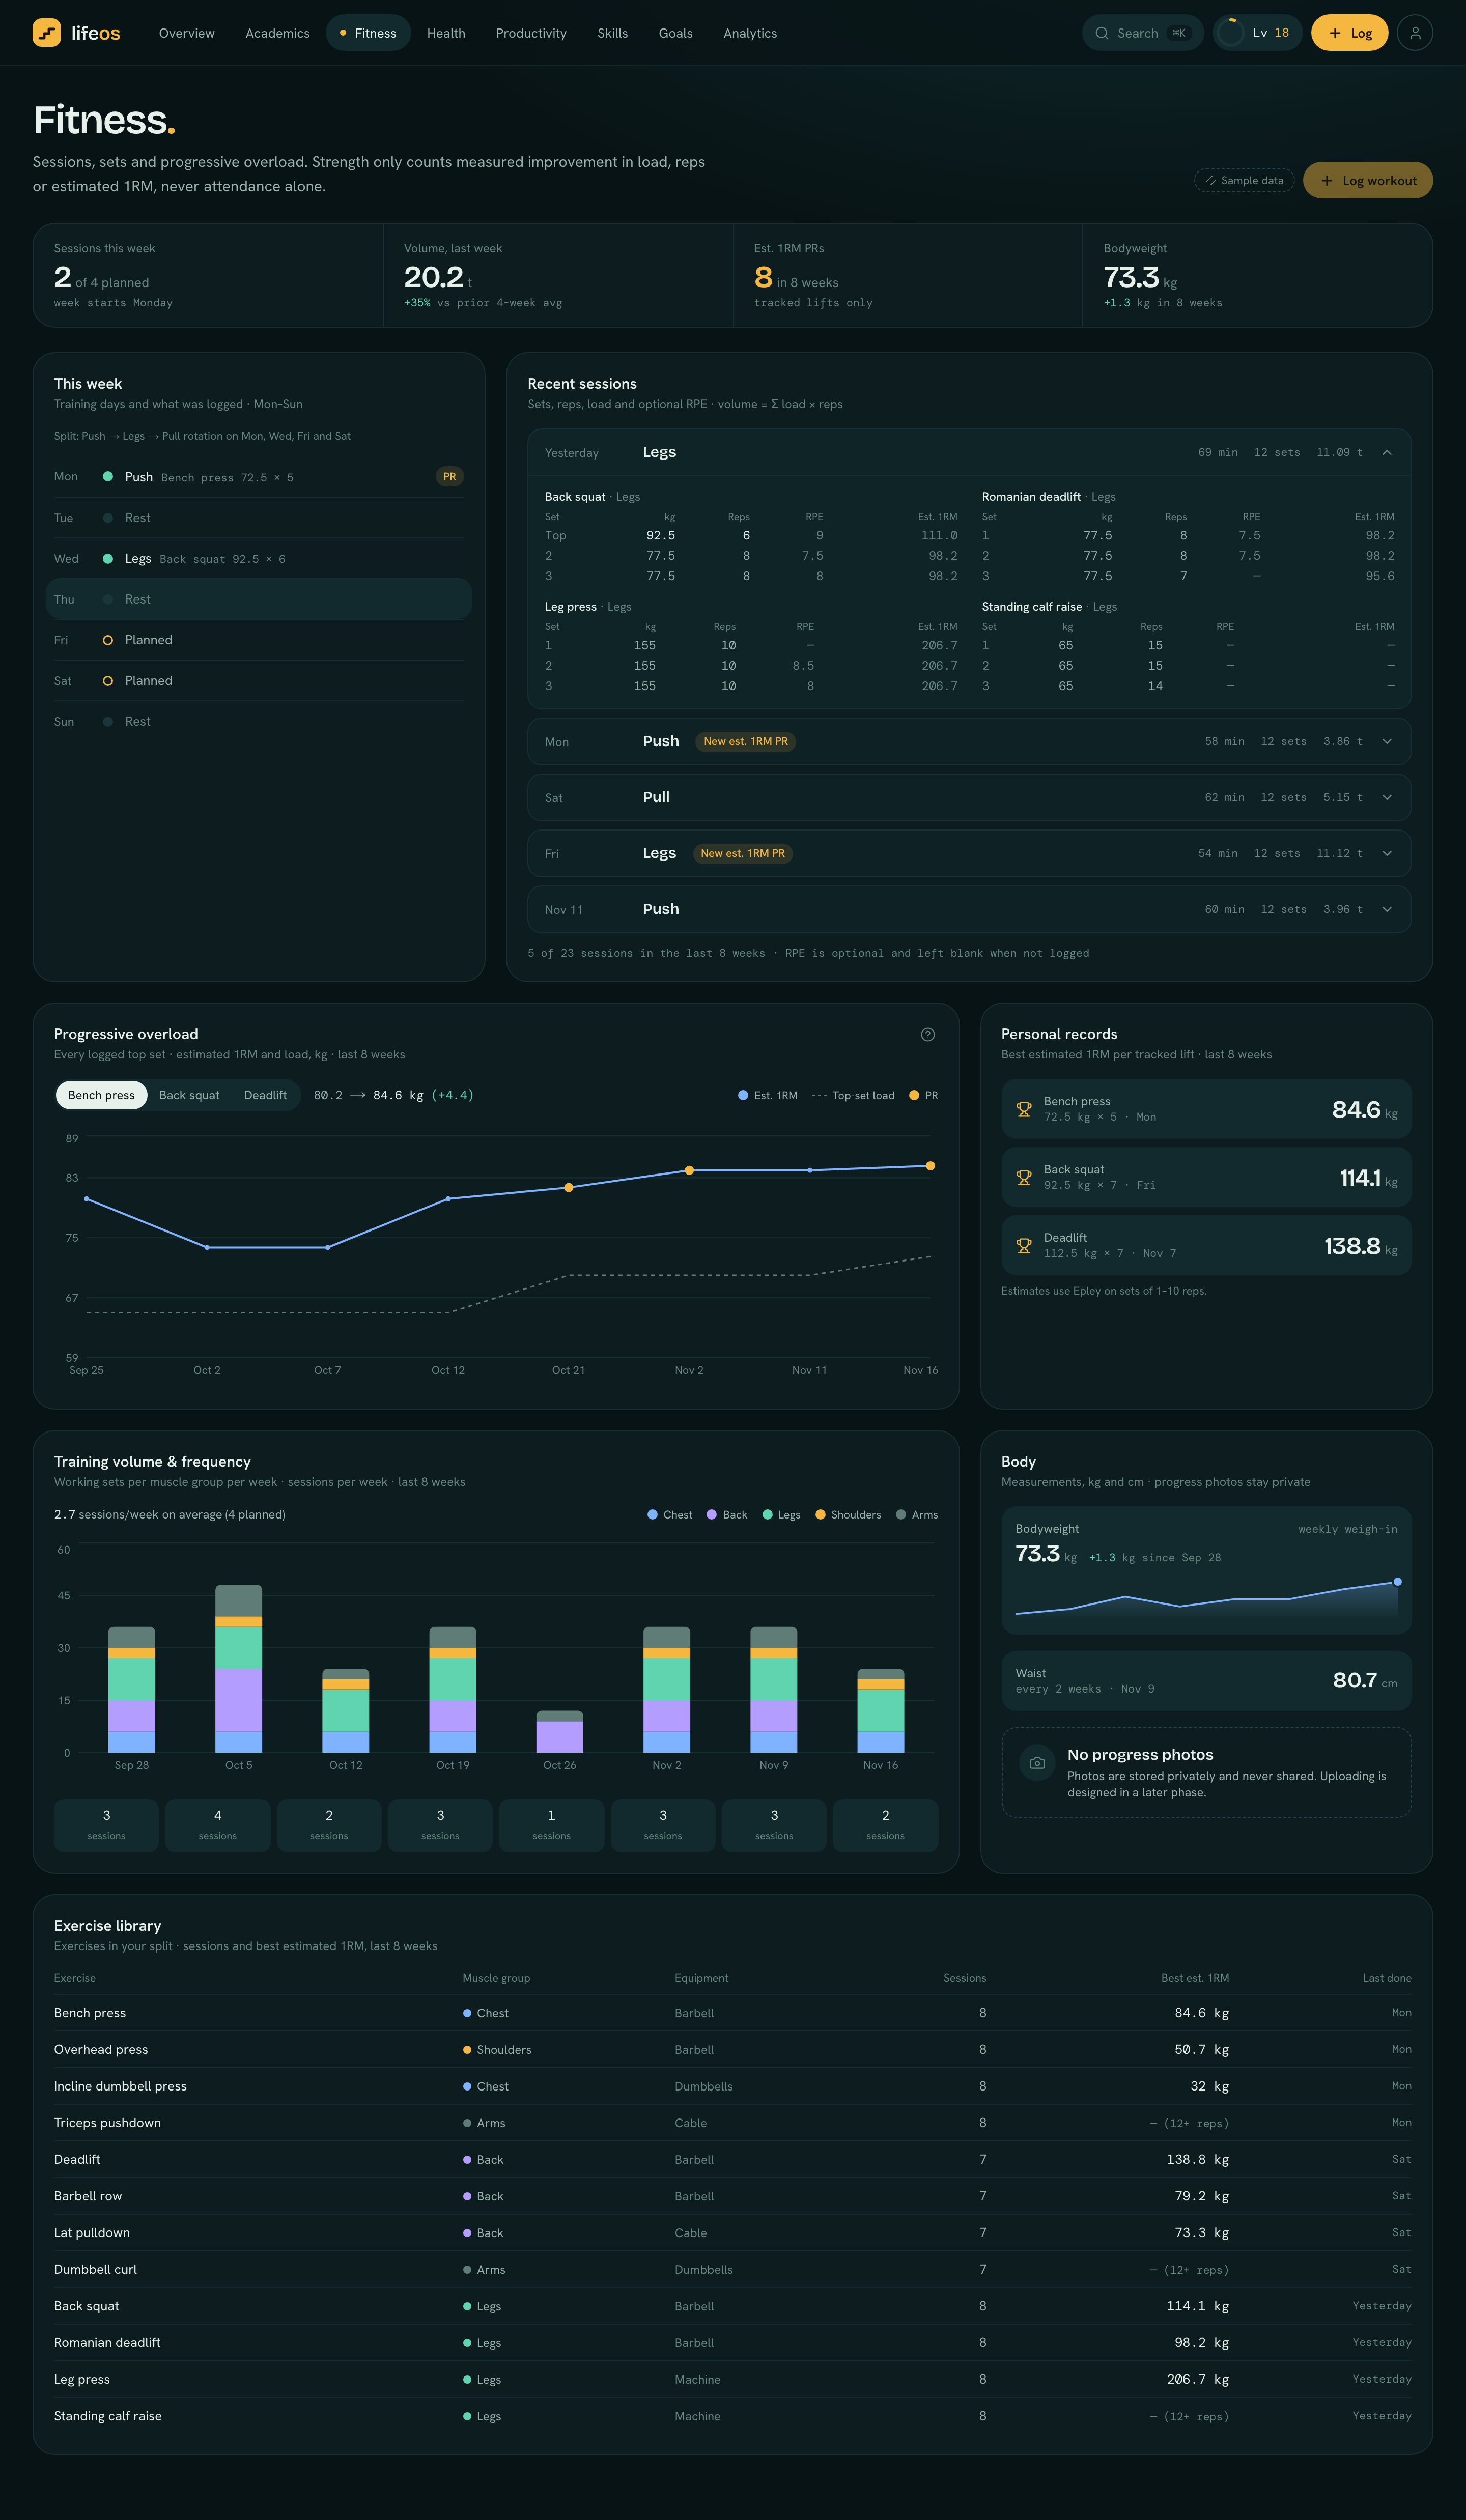 lifeos
Overview
Academics
Fitness
Health
Productivity
Skills
Goals
Analytics
Search ⌘K
Lv 18
+ Log
Fitness.
Sessions, sets and progressive overload. Strength only counts measured improvement in load, reps
or estimated 1RM, never attendance alone.
Sample data
+ Log workout
Sessions this week
2 of 4 planned
week starts Monday
Volume, last week
20.2 t
+35% vs prior 4-week avg
Est. 1RM PRs
8 in 8 weeks
tracked lifts only
Bodyweight
73.3 kg
+1.3 kg in 8 weeks
This week
Training days and what was logged · Mon–Sun
Split: Push → Legs → Pull rotation on Mon, Wed, Fri and Sat
Mon Push Bench press 72.5 × 5 PR
Tue Rest
Wed Legs Back squat 92.5 × 6
Thu Rest
Fri Planned
Sat Planned
Sun Rest
Recent sessions
Sets, reps, load and optional RPE · volume = Σ load × reps
Yesterday Legs 69 min 12 sets 11.09 t
Back squat · Legs
Set kg Reps RPE Est. 1RM
Top 92.5 6 9 111.0
2 77.5 8 7.5 98.2
3 77.5 8 8 98.2
Romanian deadlift · Legs
Set kg Reps RPE Est. 1RM
1 77.5 8 7.5 98.2
2 77.5 8 7.5 98.2
3 77.5 7 — 95.6
Leg press · Legs
Set kg Reps RPE Est. 1RM
1 155 10 — 206.7
2 155 10 8.5 206.7
3 155 10 8 206.7
Standing calf raise · Legs
Set kg Reps RPE Est. 1RM
1 65 15 — —
2 65 15 — —
3 65 14 — —
Mon Push New est. 1RM PR 58 min 12 sets 3.86 t
Sat Pull 62 min 12 sets 5.15 t
Fri Legs New est. 1RM PR 54 min 12 sets 11.12 t
Nov 11 Push 60 min 12 sets 3.96 t
5 of 23 sessions in the last 8 weeks · RPE is optional and left blank when not logged
Progressive overload
Every logged top set · estimated 1RM and load, kg · last 8 weeks
Bench press Back squat Deadlift 80.2 → 84.6 kg (+4.4)
Est. 1RM Top-set load PR
89
83
75
67
59
Sep 25 Oct 2 Oct 7 Oct 12 Oct 21 Nov 2 Nov 11 Nov 16
Personal records
Best estimated 1RM per tracked lift · last 8 weeks
Bench press
72.5 kg × 5 · Mon
84.6 kg
Back squat
92.5 kg × 7 · Fri
114.1 kg
Deadlift
112.5 kg × 7 · Nov 7
138.8 kg
Estimates use Epley on sets of 1–10 reps.
Training volume & frequency
Working sets per muscle group per week · sessions per week · last 8 weeks
2.7 sessions/week on average (4 planned)
Chest Back Legs Shoulders Arms
60
45
30
15
0
Sep 28 Oct 5 Oct 12 Oct 19 Oct 26 Nov 2 Nov 9 Nov 16
3 4 2 3 1 3 3 2
sessions sessions sessions sessions sessions sessions sessions sessions
Body
Measurements, kg and cm · progress photos stay private
Bodyweight weekly weigh-in
73.3 kg +1.3 kg since Sep 28
Waist
every 2 weeks · Nov 9
80.7 cm
No progress photos
Photos are stored privately and never shared. Uploading is
designed in a later phase.
Exercise library
Exercises in your split · sessions and best estimated 1RM, last 8 weeks
Exercise Muscle group Equipment Sessions Best est. 1RM Last done
Bench press Chest Barbell 8 84.6 kg Mon
Overhead press Shoulders Barbell 8 50.7 kg Mon
Incline dumbbell press Chest Dumbbells 8 32 kg Mon
Triceps pushdown Arms Cable 8 — (12+ reps) Mon
Deadlift Back Barbell 7 138.8 kg Sat
Barbell row Back Barbell 7 79.2 kg Sat
Lat pulldown Back Cable 7 73.3 kg Sat
Dumbbell curl Arms Dumbbells 7 — (12+ reps) Sat
Back squat Legs Barbell 8 114.1 kg Yesterday
Romanian deadlift Legs Barbell 8 98.2 kg Yesterday
Leg press Legs Machine 8 206.7 kg Yesterday
Standing calf raise Legs Machine 8 — (12+ reps) Yesterday